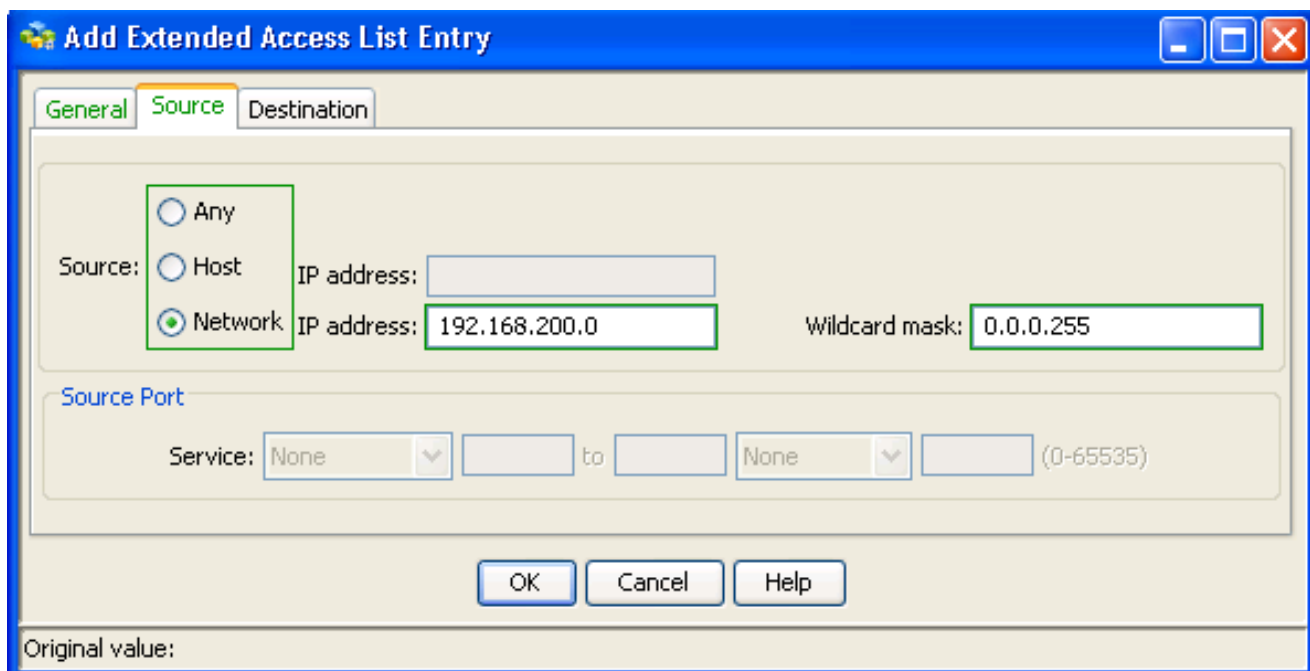 Add Extended Access List Entry
General Source Destination
Any
Source: Host IP address:
Network IP address: 192.168.200.0 Wildcard mask: 0.0.0.255
Source Port
Service: None to None (0-65535)
OK Cancel Help
Original value: